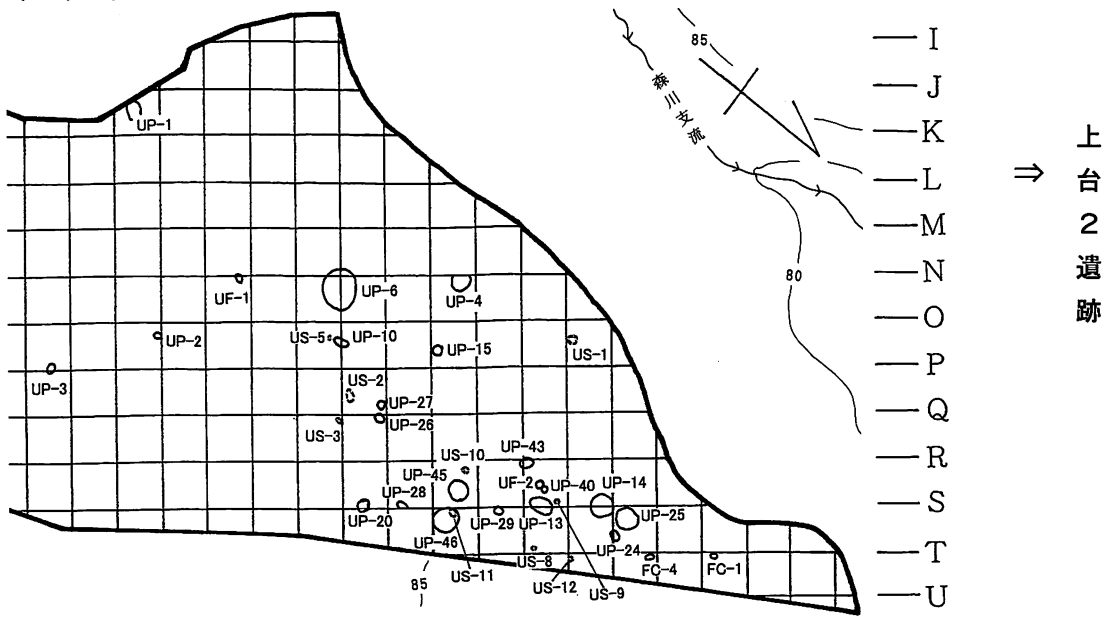 85
I
J
K
L
M
N
O
P
Q
R
S
T
U
森川支流
⇒ 上台2遺跡
80
UP-1
UF-1
UP-6
UP-4
UP-2
US-5
UP-10
UP-15
US-1
UP-3
US-2
UP-27
UP-26
US-3
US-10
UP-43
UP-45
UF-2
UP-40
UP-14
UP-28
UP-20
UP-29
UP-13
UP-25
UP-46
UP-24
US-8
FC-4
FC-1
US-11
US-12
US-9
85